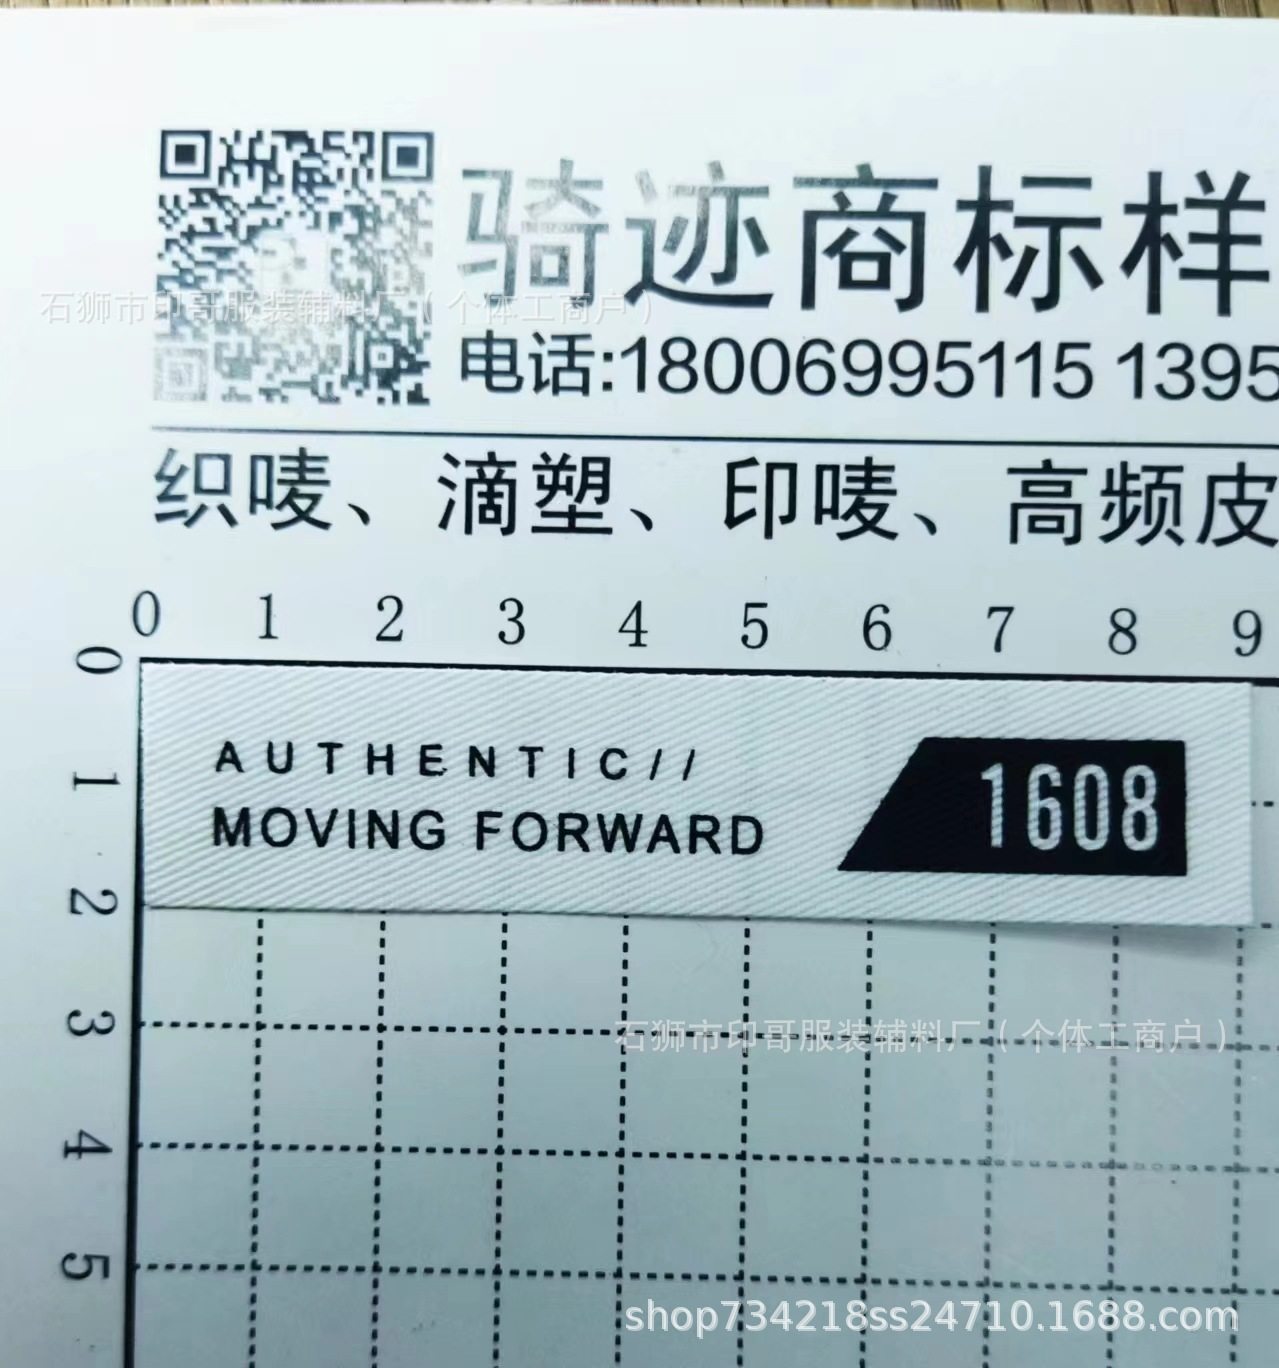 骑迹商标样
石狮市印哥服装辅料厂(个体工商户)
电话:18006995115 1395
织唛、滴塑、印唛、高频皮
0 1 2 3 4 5 6 7 8 9
0
1
2
3
4
5
AUTHENTIC//
MOVING FORWARD
1608
石狮市印哥服装辅料厂(个体工商户)
shop734218ss24710.1688.com